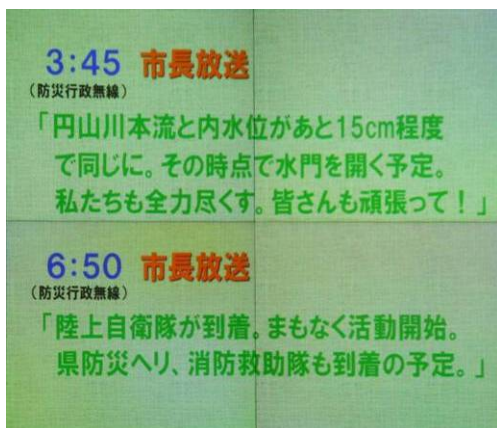 3:45 市長放送
（防災行政無線）
「円山川本流と内水位があと15cm程度
で同じに。その時点で水門を開く予定。
私たちも全力尽くす。皆さんも頑張って！」
6:50 市長放送
（防災行政無線）
「陸上自衛隊が到着。まもなく活動開始。
県防災ヘリ、消防救助隊も到着の予定。」